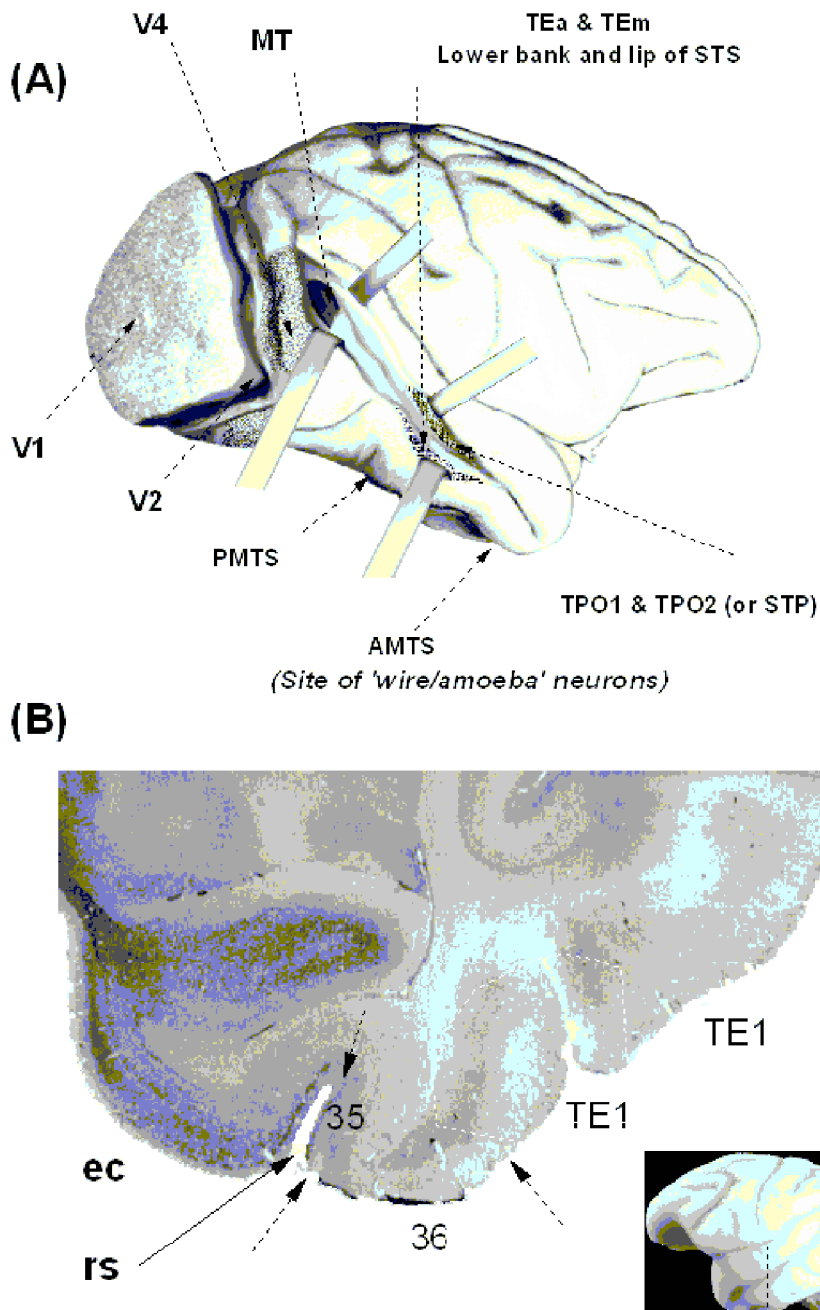 V4
MT
TEa & TEm
Lower bank and lip of STS
(A)
V1
V2
PMTS
TPO1 & TPO2 (or STP)
AMTS
(Site of 'wire/amoeba' neurons)
(B)
TE1
35
TE1
ec
36
rs